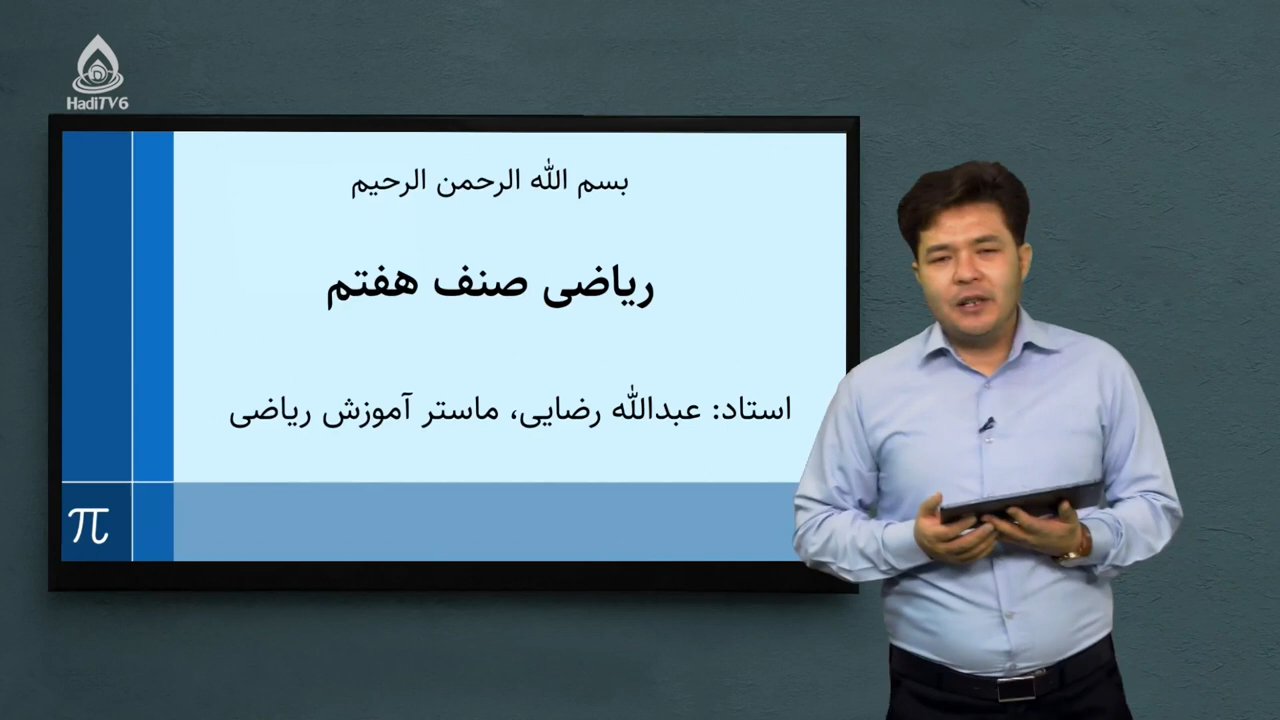 HadiTV6
بسم الله الرحمن الرحیم
ریاضی صنف هفتم
استاد: عبدالله رضایی، ماستر آموزش ریاضی
π